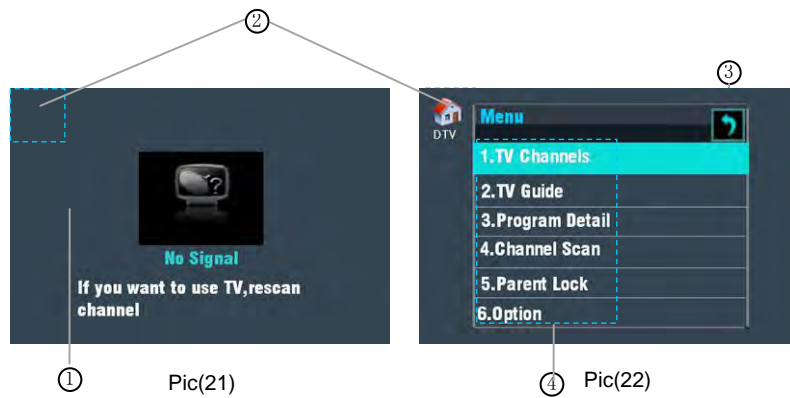 ②
③
No Signal
If you want to use TV,rescan
channel
DTV
Menu
1.TV Channels
2.TV Guide
3.Program Detail
4.Channel Scan
5.Parent Lock
6.Option
①
Pic(21)
④
Pic(22)